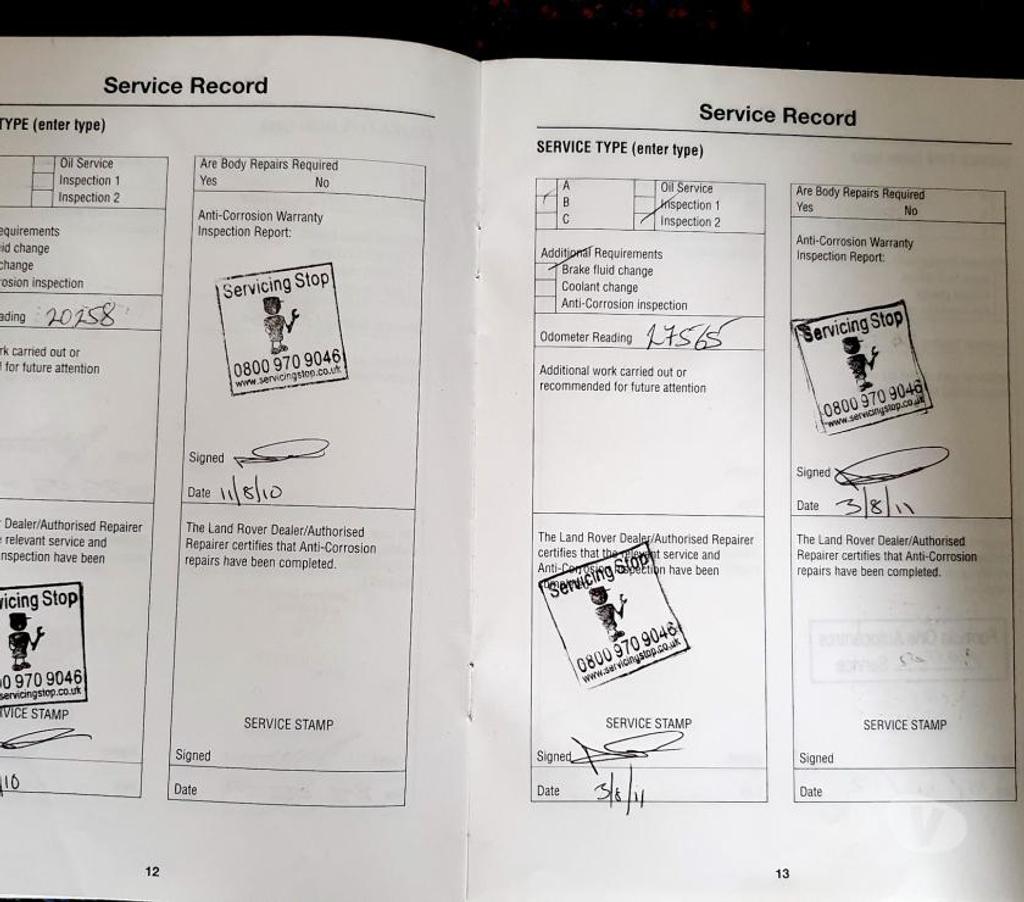 Service Record
TYPE (enter type)
Oil Service
Inspection 1
Inspection 2
change
inspection
20258
rk carried out or
for future attention
Dealer/Authorised Repairer
relevant service and
have been
Stop
0 970 9046
servicingstop.co.uk
STAMP
/10
Are Body Repairs Required
Yes No
Anti-Corrosion Warranty
Inspection Report:
Servicing Stop
0800 970 9046
www.servicingstop.co.uk
Signed
Date 11/8/10
The Land Rover Dealer/Authorised
Repairer certifies that Anti-Corrosion
repairs have been completed.
SERVICE STAMP
Signed
Date
12
Service Record
SERVICE TYPE (enter type)
A
B
C
Oil Service
Inspection 1
Inspection 2
Additional Requirements
Brake fluid change
Coolant change
Anti-Corrosion inspection
Odometer Reading 27565
Additional work carried out or
recommended for future attention
The Land Rover Dealer/Authorised Repairer
certifies that the relevant service and
Anti-Corrosion inspection have been
Servicing Stop
0800 970 9046
www.servicingstop.co.uk
SERVICE STAMP
Signed
Date 3/8/11
Are Body Repairs Required
Yes No
Anti-Corrosion Warranty
Inspection Report:
Servicing Stop
0800 970 9046
www.servicingstop.co.uk
Signed
Date 3/8/11
The Land Rover Dealer/Authorised
Repairer certifies that Anti-Corrosion
repairs have been completed.
SERVICE STAMP
Signed
Date
13